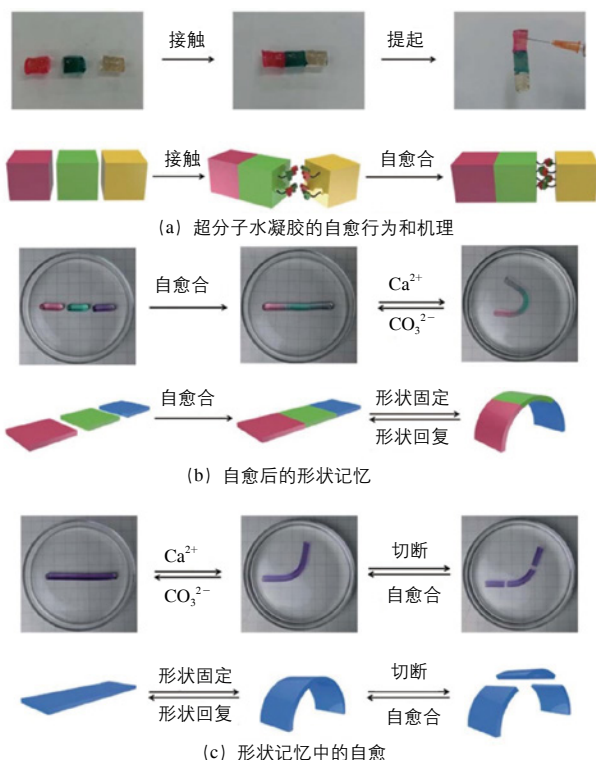 接触 提起
接触 自愈合
(a) 超分子水凝胶的自愈行为和机理
自愈合 Ca²⁺
CO₃²⁻
自愈合 形状固定
形状回复
(b) 自愈后的形状记忆
Ca²⁺ 切断
CO₃²⁻ 自愈合
形状固定 切断
形状回复 自愈合
(c) 形状记忆中的自愈